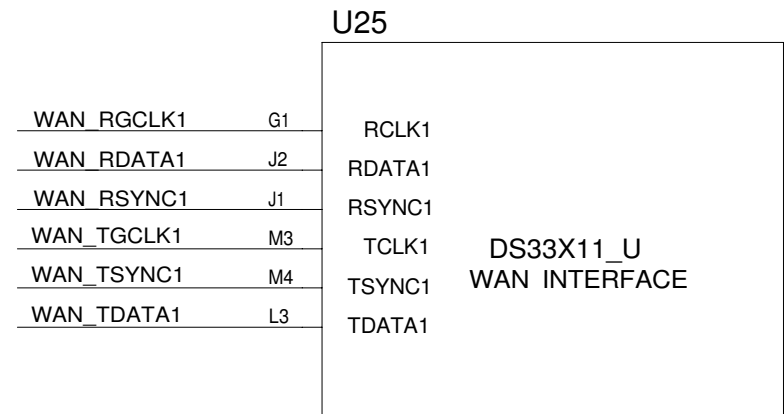 U25
WAN_RGCLK1 G1 RCLK1
WAN_RDATA1 J2 RDATA1
WAN_RSYNC1 J1 RSYNC1
WAN_TGCLK1 M3 TCLK1 DS33X11_U
WAN_TSYNC1 M4 TSYNC1 WAN INTERFACE
WAN_TDATA1 L3 TDATA1